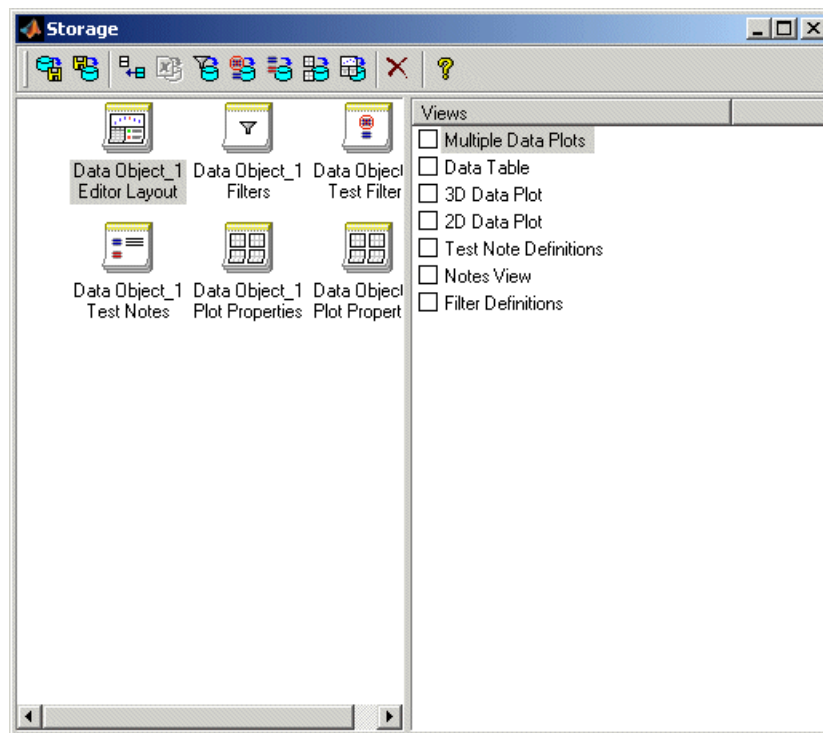 Storage
Data Object_1 Data Object_1 Data Object
Editor Layout Filters Test Filter
Data Object_1 Data Object_1 Data Object
Test Notes Plot Properties Plot Propert
Views
Multiple Data Plots
Data Table
3D Data Plot
2D Data Plot
Test Note Definitions
Notes View
Filter Definitions